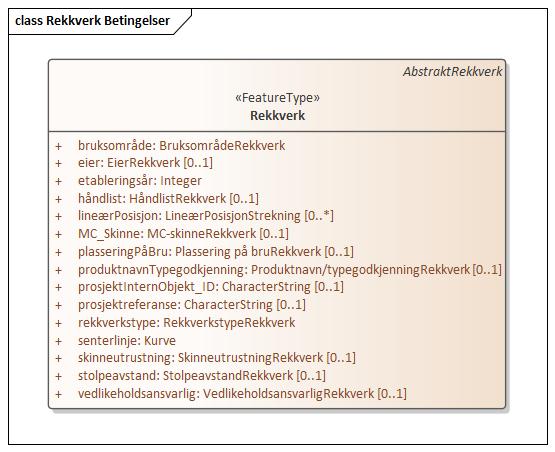 class Rekkverk Betingelser
AbstraktRekkverk
«FeatureType»
Rekkverk
+ bruksområde: BruksområdeRekkverk
+ eier: EierRekkverk [0..1]
+ etableringsår: Integer
+ håndlist: HåndlistRekkverk [0..1]
+ lineærPosisjon: LineærPosisjonStrekning [0..*]
+ MC_Skinne: MC-skinneRekkverk [0..1]
+ plasseringPåBru: Plassering på bruRekkverk [0..1]
+ produktnavnTypegodkjenning: Produktnavn/typegodkjenningRekkverk [0..1]
+ prosjektInternObjekt_ID: CharacterString [0..1]
+ prosjektreferanse: CharacterString [0..1]
+ rekkverkstype: RekkverkstypeRekkverk
+ senterlinje: Kurve
+ skinneutrustning: SkinneutrustningRekkverk [0..1]
+ stolpeavstand: StolpeavstandRekkverk [0..1]
+ vedlikeholdsansvarlig: VedlikeholdsansvarligRekkverk [0..1]